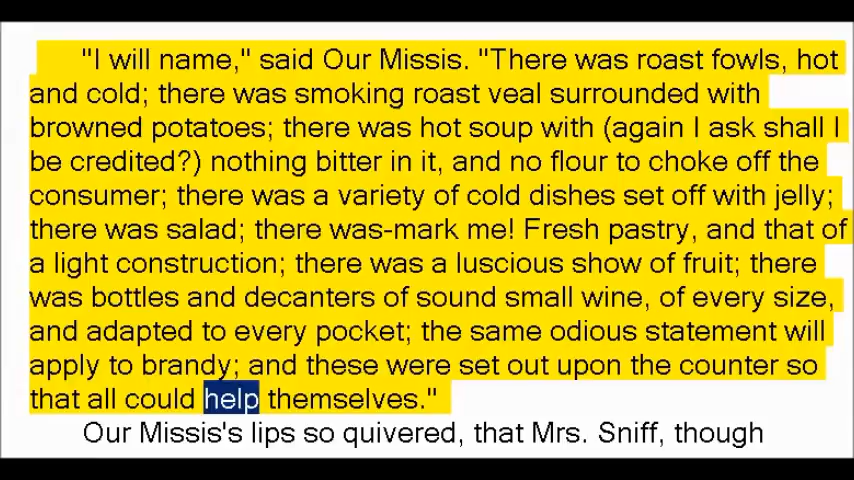 "I will name," said Our Missis. "There was roast fowls, hot
and cold; there was smoking roast veal surrounded with
browned potatoes; there was hot soup with (again I ask shall I
be credited?) nothing bitter in it, and no flour to choke off the
consumer; there was a variety of cold dishes set off with jelly;
there was salad; there was-mark me! Fresh pastry, and that of
a light construction; there was a luscious show of fruit; there
was bottles and decanters of sound small wine, of every size,
and adapted to every pocket; the same odious statement will
apply to brandy; and these were set out upon the counter so
that all could help themselves."
Our Missis's lips so quivered, that Mrs. Sniff, though